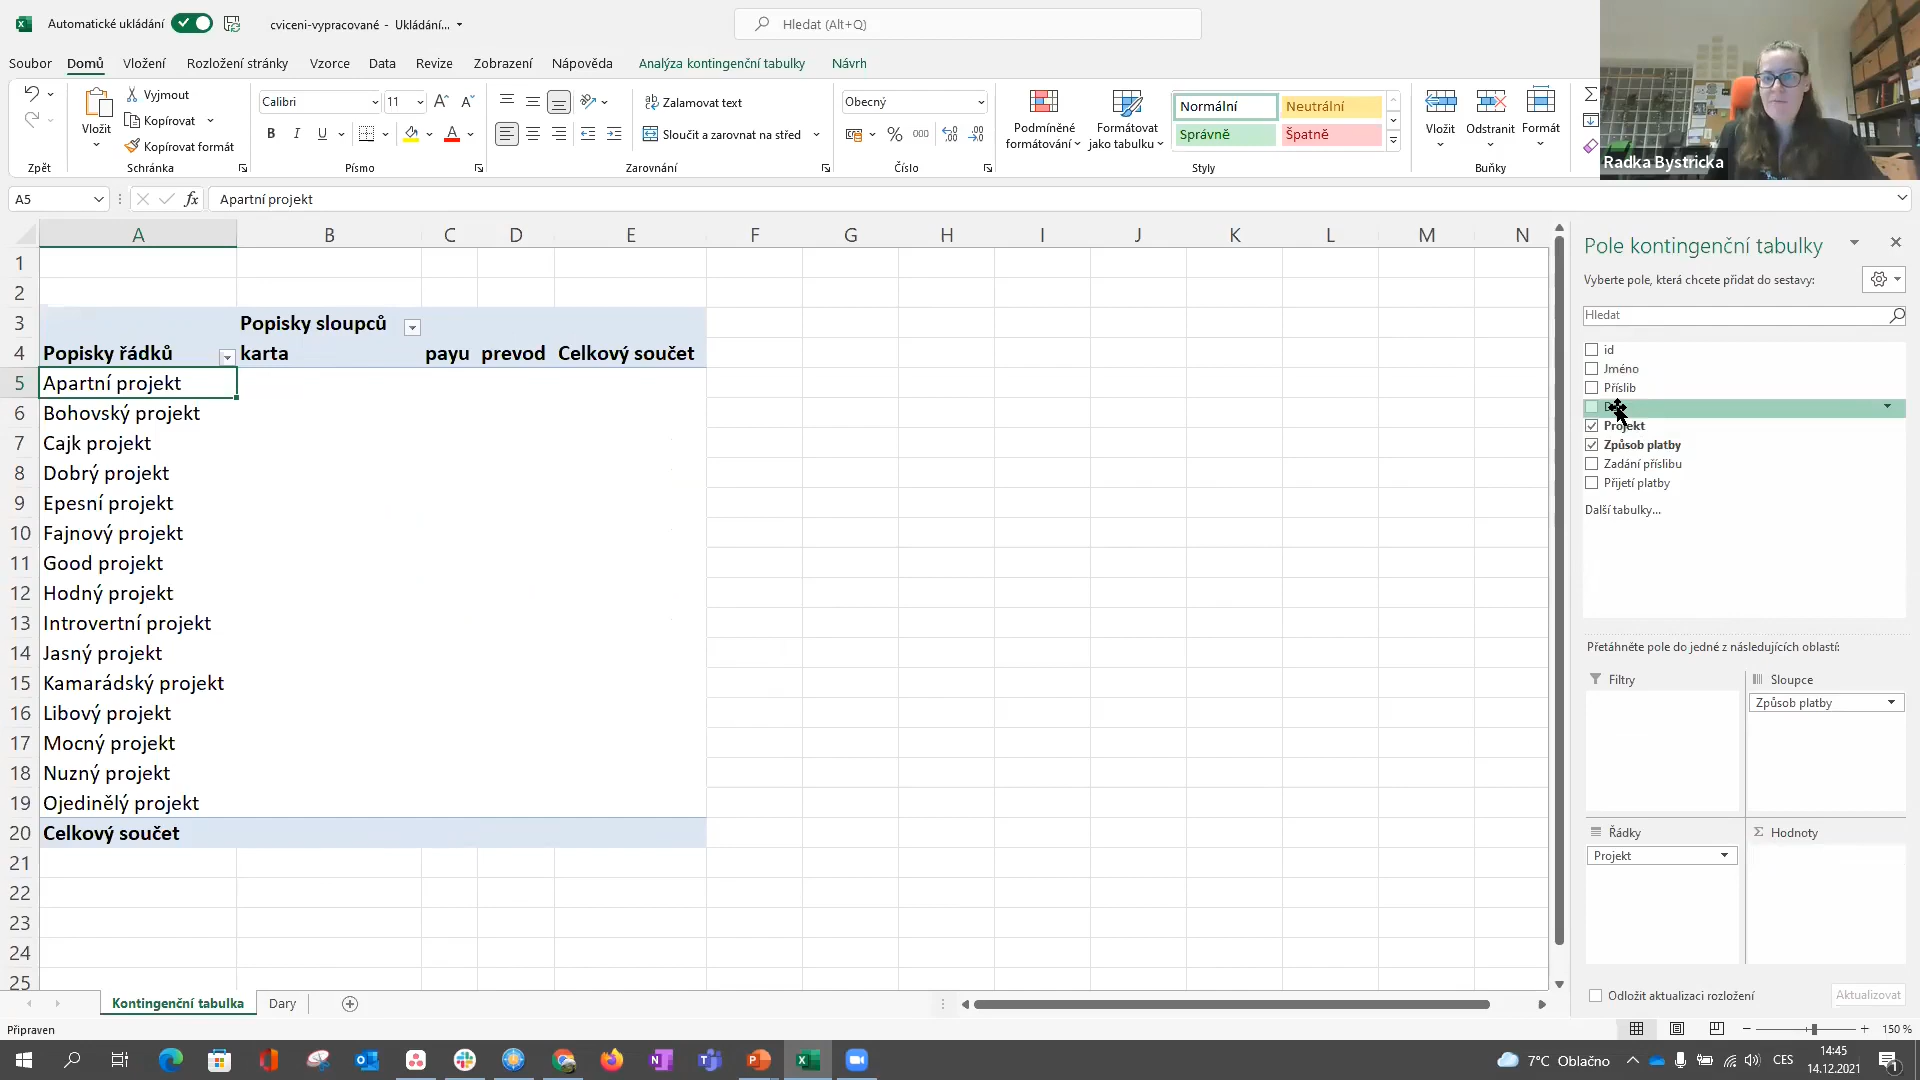 Automatické ukládání
cviceni-vypracované - Ukládání...
Hledat (Alt+Q)
Soubor Domů Vložení Rozložení stránky Vzorce Data Revize Zobrazení Nápověda Analýza kontingenční tabulky Návrh
Vložit
Vyjmout
Kopírovat
Kopírovat formát
Calibri 11
Zalamovat text
Sloučit a zarovnat na střed
Obecný
Podmíněné formátování
Formátovat jako tabulku
Normální Neutrální
Správně Špatně
Vložit Odstranit Formát
Zpět Schránka Písmo Zarovnání Číslo Styly Buňky
Radka Bystricka
A5 fx Apartní projekt
A B C D E F G H I J K L M N
1
2
3 Popisky sloupců
4 Popisky řádků karta payu prevod Celkový součet
5 Apartní projekt
6 Bohovský projekt
7 Cajk projekt
8 Dobrý projekt
9 Epesní projekt
10 Fajnový projekt
11 Good projekt
12 Hodný projekt
13 Introvertní projekt
14 Jasný projekt
15 Kamarádský projekt
16 Libový projekt
17 Mocný projekt
18 Nuzný projekt
19 Ojedinělý projekt
20 Celkový součet
21
22
23
24
25
Pole kontingenční tabulky
Vyberte pole, která chcete přidat do sestavy:
Hledat
id
Jméno
Příslib
Projekt
Způsob platby
Zadání příslibu
Přijetí platby
Další tabulky...
Přetáhněte pole do jedné z následujících oblastí:
Filtry
Sloupce
Způsob platby
Řádky
Projekt
Hodnoty
Odložit aktualizaci rozložení Aktualizovat
Kontingenční tabulka Dary
Připraven
150 %
7°C Oblačno CES 14:45
14.12.2021